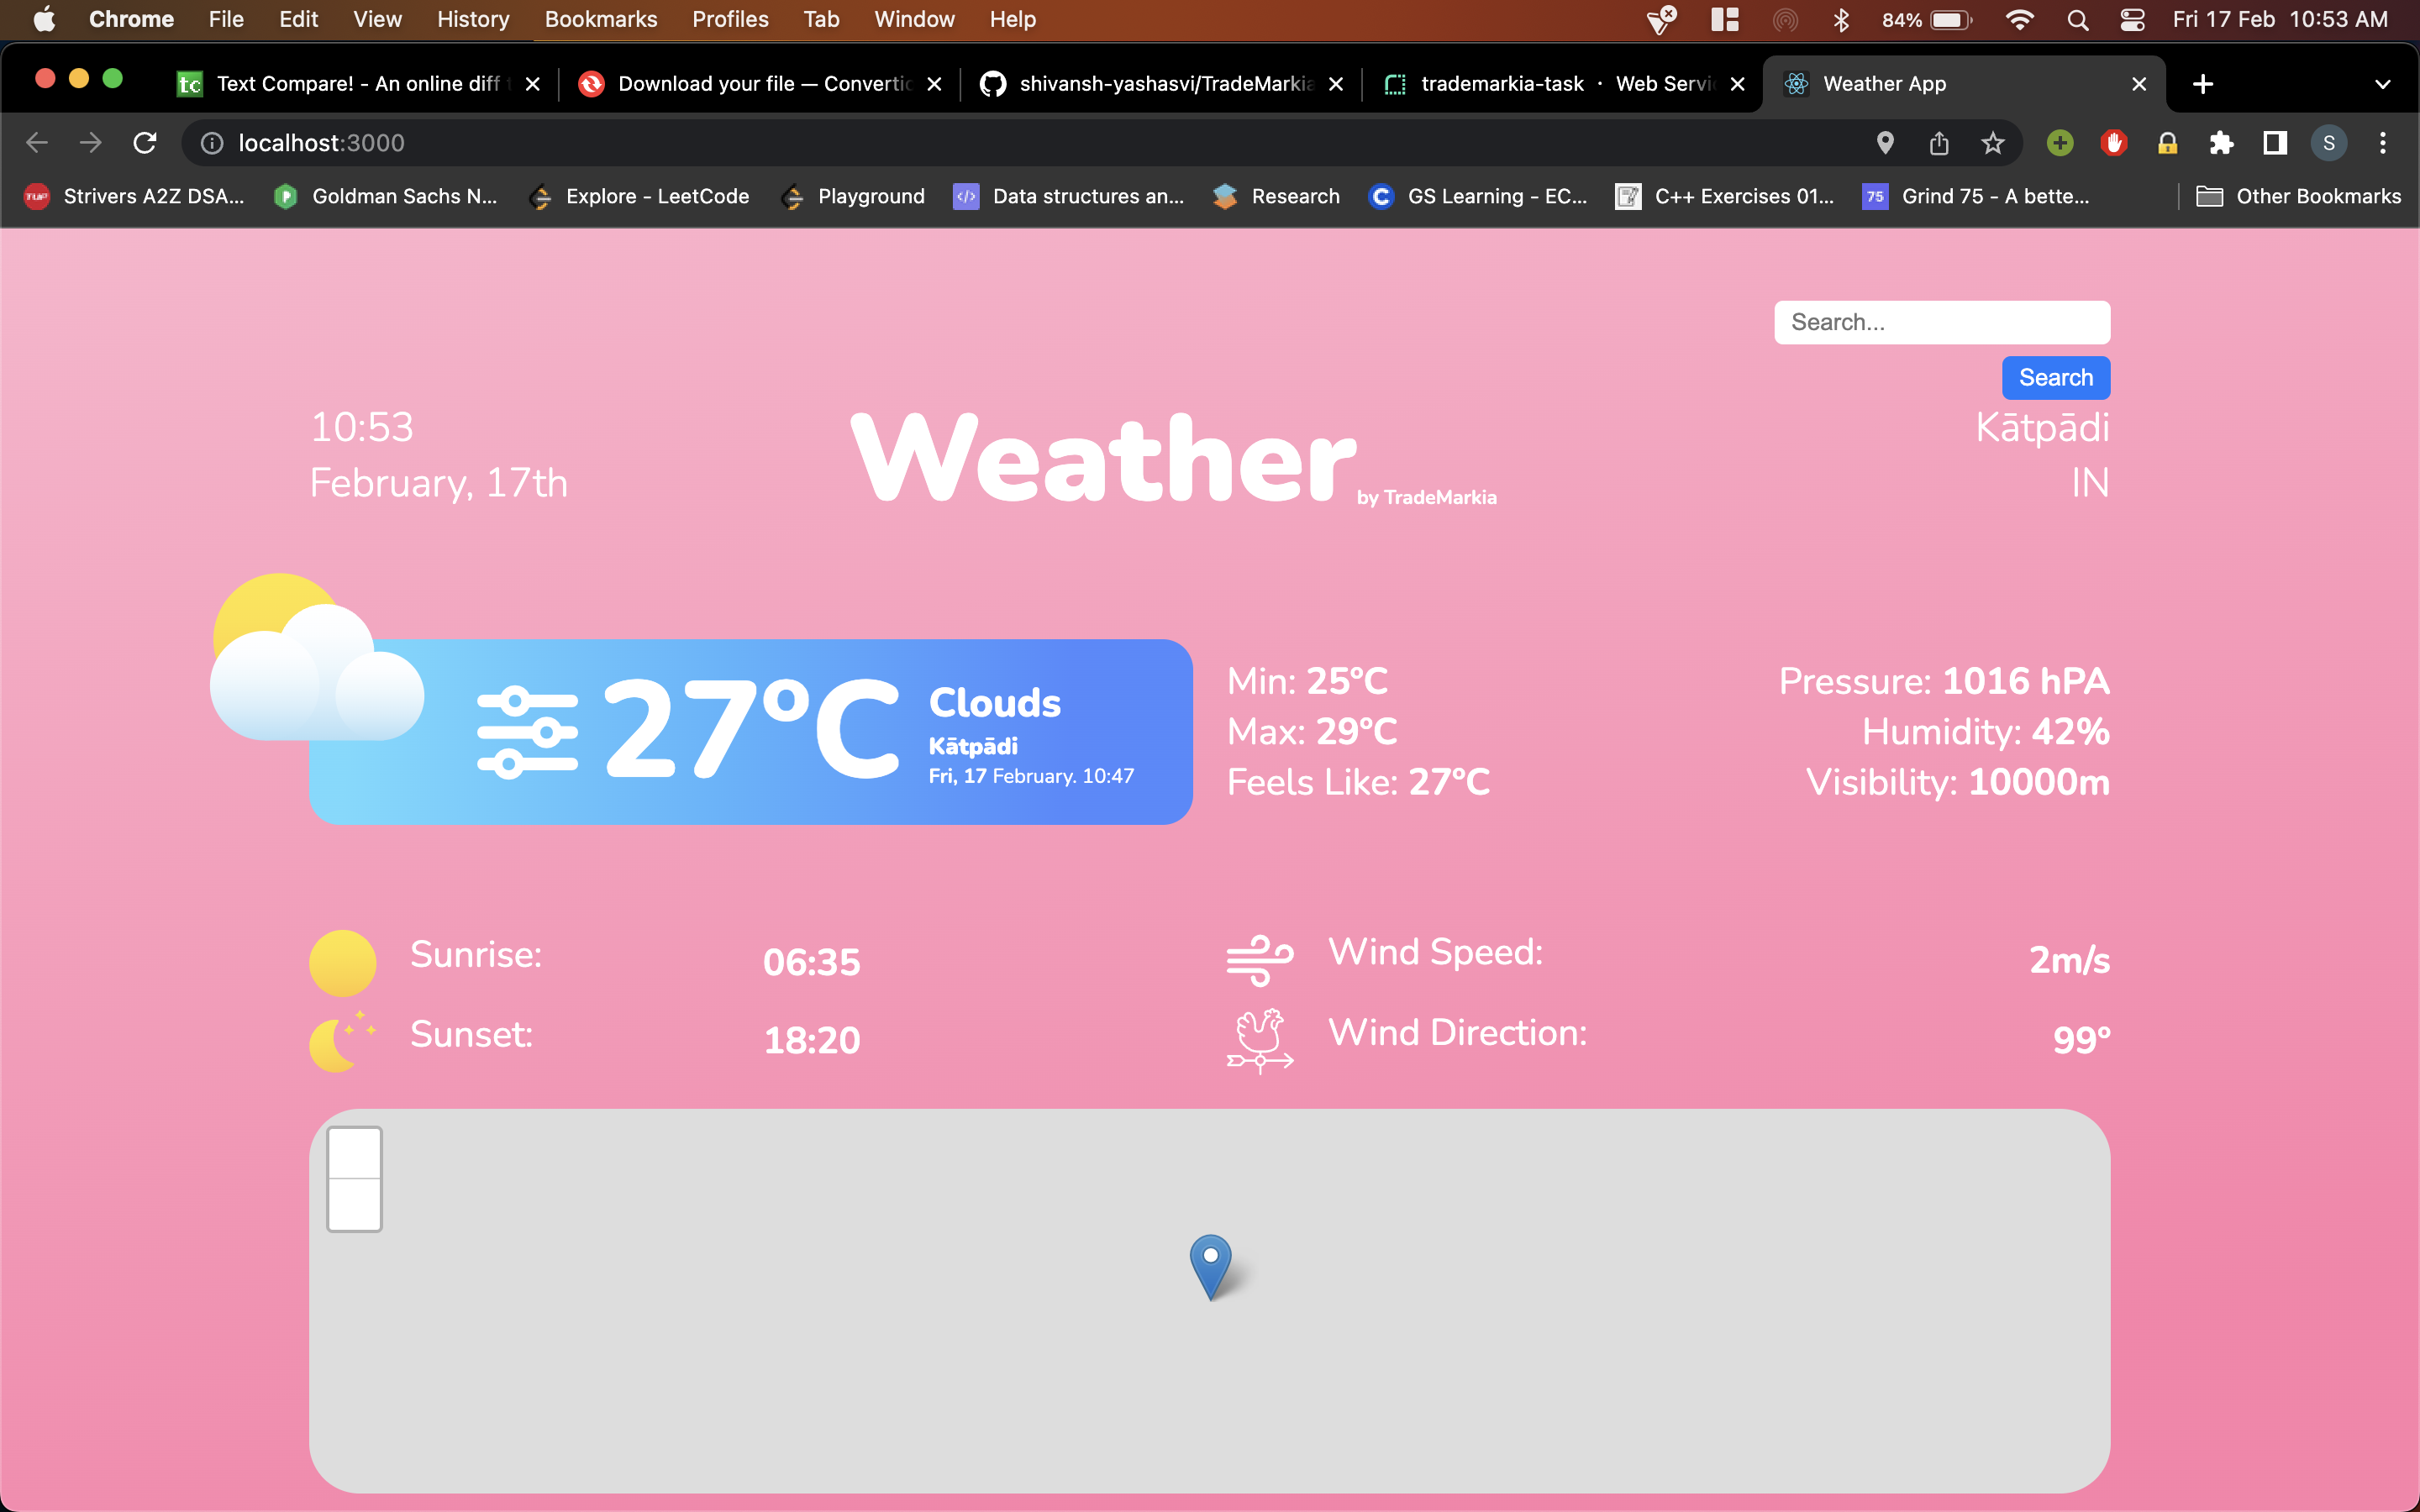 Chrome File Edit View History Bookmarks Profiles Tab Window Help 84% Fri 17 Feb 10:53 AM
tc Text Compare! - An online diff Download your file — Converti shivansh-yashasvi/TradeMarkia trademarkia-task · Web Servi Weather App
localhost:3000 S
TUF Strivers A2Z DSA... Goldman Sachs N... Explore - LeetCode Playground Data structures an... Research GS Learning - EC... C++ Exercises 01... 75 Grind 75 - A bette... Other Bookmarks
Search...
Search
10:53
February, 17th
Weather by TradeMarkia
Kātpādi
IN
27°C
Clouds
Kātpādi
Fri, 17 February. 10:47
Min: 25°C
Max: 29°C
Feels Like: 27°C
Pressure: 1016 hPA
Humidity: 42%
Visibility: 10000m
Sunrise: 06:35
Sunset: 18:20
Wind Speed: 2m/s
Wind Direction: 99°